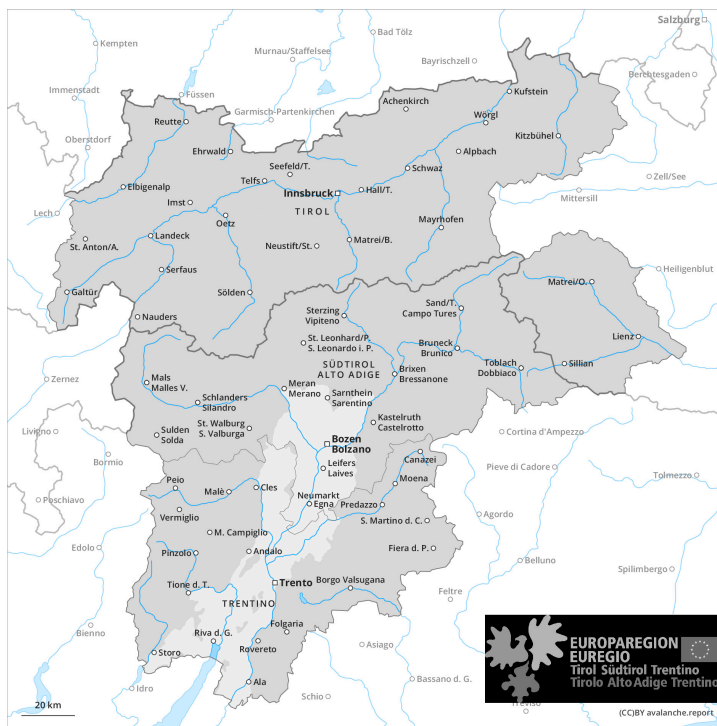 Salzburg
Kempten
Bad Tölz
Murnau/Staffelsee
Bayrischzell
Berchtesgaden
Immenstadt
Füssen
Garmisch-Partenkirchen
Achenkirch
Kufstein
Reutte
Wörgl
Oberstdorf
Ehrwald
Kitzbühel
Alpbach
Seefeld/T.
Schwaz
Telfs
Zell/See
Elbigenalp
Innsbruck
Hall/T.
Mittersill
TIROL
Imst
Lech
Oetz
Mayrhofen
Landeck
St. Anton/A.
Neustift/St.
Matrei/B.
Serfaus
Heiligenblut
Matrei/O.
Galtür
Sölden
Sand/T.
Campo Tures
Sterzing
Vipiteno
Nauders
St. Leonhard/P.
S. Leonardo i. P.
Bruneck
Brunico
Lienz
SÜDTIROL
ALTO ADIGE
Toblach
Dobbiaco
Sillian
Brixen
Bressanone
Zernez
Mals
Malles V.
Meran
Merano
Sarnthein
Sarentino
Schlanders
Silandro
St. Walburg
S. Valburga
Kastelruth
Castelrotto
Livigno
Sulden
Solda
Bozen
Bolzano
Cortina d'Ampezzo
Canazei
Bormio
Leifers
Laives
Pieve di Cadore
Tolmezzo
Peio
Malè
Cles
Moena
Poschiavo
Neumarkt
Egna
Predazzo
Vermiglio
Agordo
S. Martino d. C.
M. Campiglio
Edolo
Pinzolo
Andalo
Fiera d. P.
Belluno
Spilimbergo
Tione d. T.
Trento
Borgo Valsugana
Feltre
TRENTINO
Bienno
Riva d. G.
Folgaria
Storo
Rovereto
Asiago
Ala
Idro
Schio
Bassano d. G.
Treviso
EUROPAREGION
EUREGIO
Tirol Südtirol Trentino
Tirolo Alto Adige Trentino
20 km
(CC)BY avalanche.report